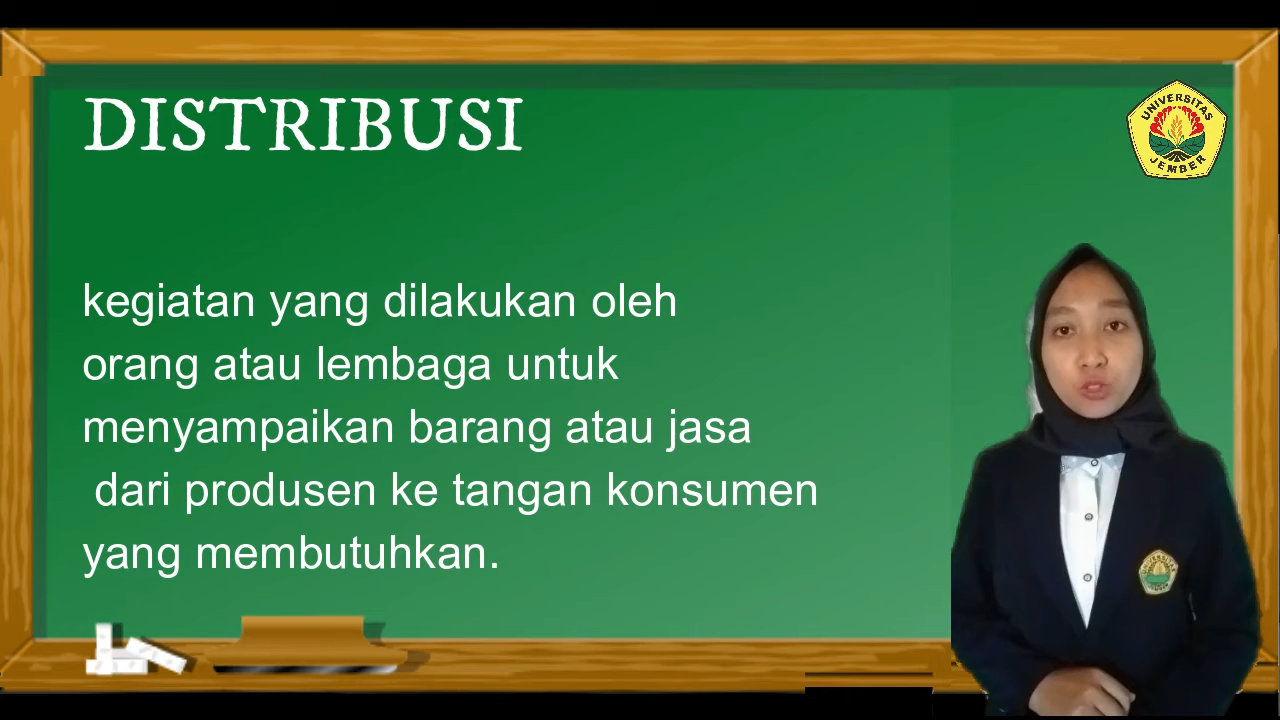 DISTRIBUSI
UNIVERSITAS
JEMBER
kegiatan yang dilakukan oleh
orang atau lembaga untuk
menyampaikan barang atau jasa
dari produsen ke tangan konsumen
yang membutuhkan.